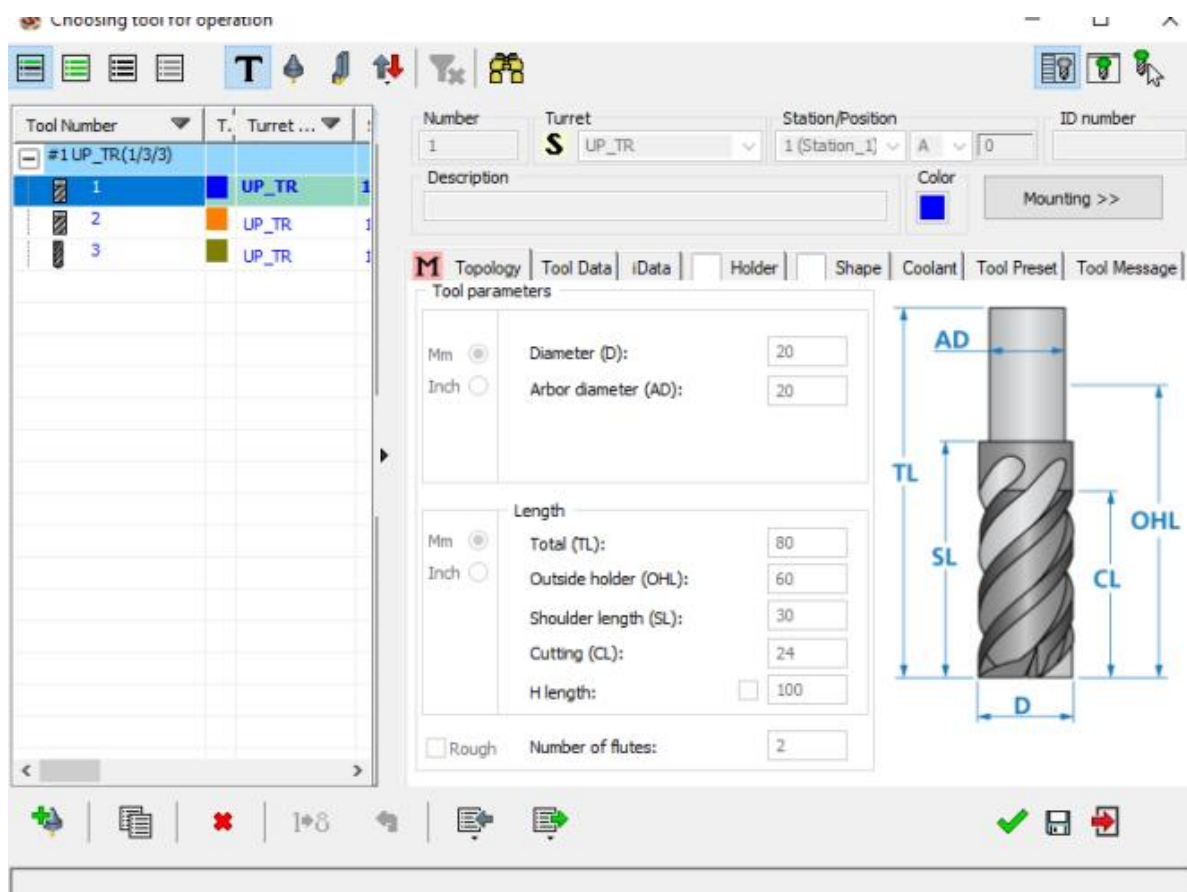 Choosing tool for operation
T
Tool Number T. Turret ...
#1 UP_TR(1/3/3)
1 UP_TR 1
2 UP_TR 1
3 UP_TR 1
Number Turret Station/Position ID number
1 S UP_TR 1 (Station_1) A 0
Description Color
Mounting >>
M Topology Tool Data iData Holder Shape Coolant Tool Preset Tool Message
Tool parameters
Mm Diameter (D): 20
Inch Arbor diameter (AD): 20
Length
Mm Total (TL): 80
Inch Outside holder (OHL): 60
Shoulder length (SL): 30
Cutting (CL): 24
H length: 100
Rough Number of flutes: 2
AD
TL
OHL
SL
CL
D
1→8